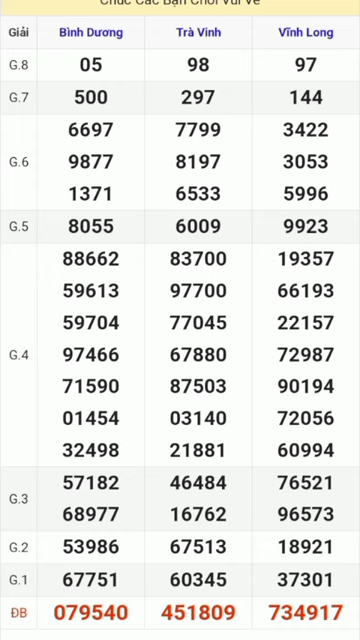 Chúc Các Bạn Chơi Vui Vẻ
Giải Bình Dương Trà Vinh Vĩnh Long
G.8 05 98 97
G.7 500 297 144
6697 7799 3422
G.6 9877 8197 3053
1371 6533 5996
G.5 8055 6009 9923
88662 83700 19357
59613 97700 66193
59704 77045 22157
G.4 97466 67880 72987
71590 87503 90194
01454 03140 72056
32498 21881 60994
G.3 57182 46484 76521
68977 16762 96573
G.2 53986 67513 18921
G.1 67751 60345 37301
ĐB 079540 451809 734917